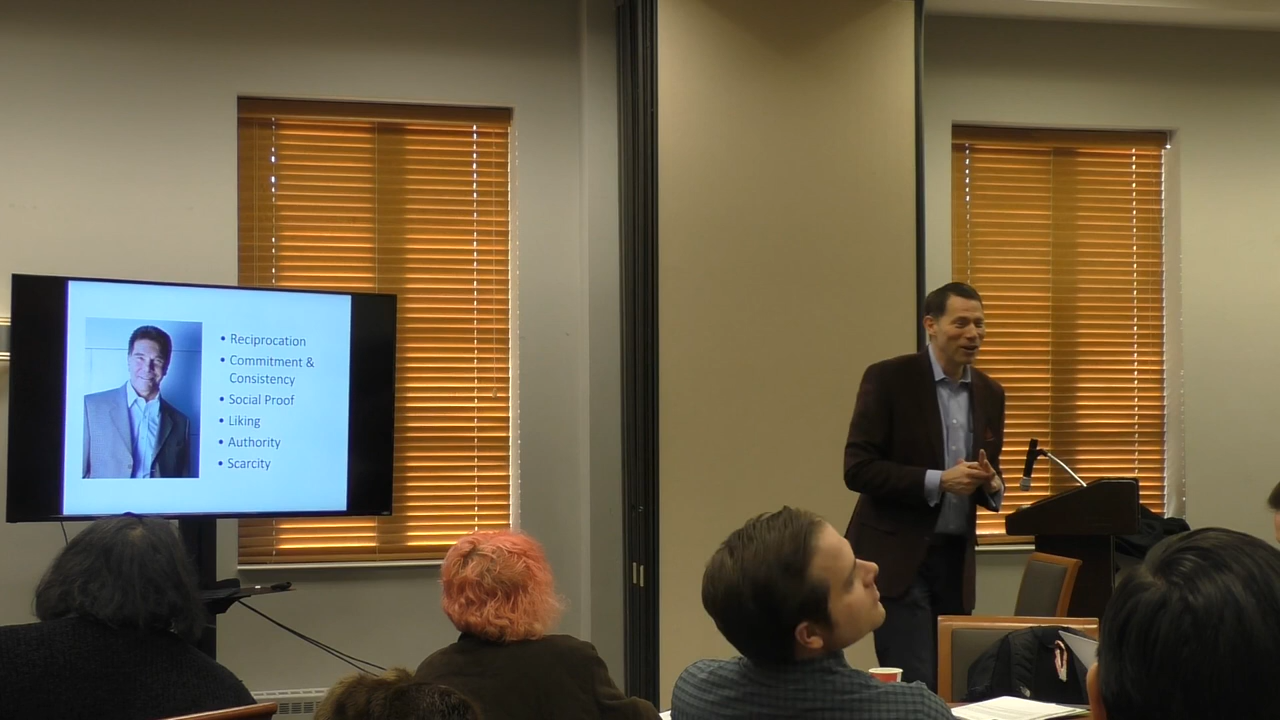 • Reciprocation
• Commitment &
Consistency
• Social Proof
• Liking
• Authority
• Scarcity